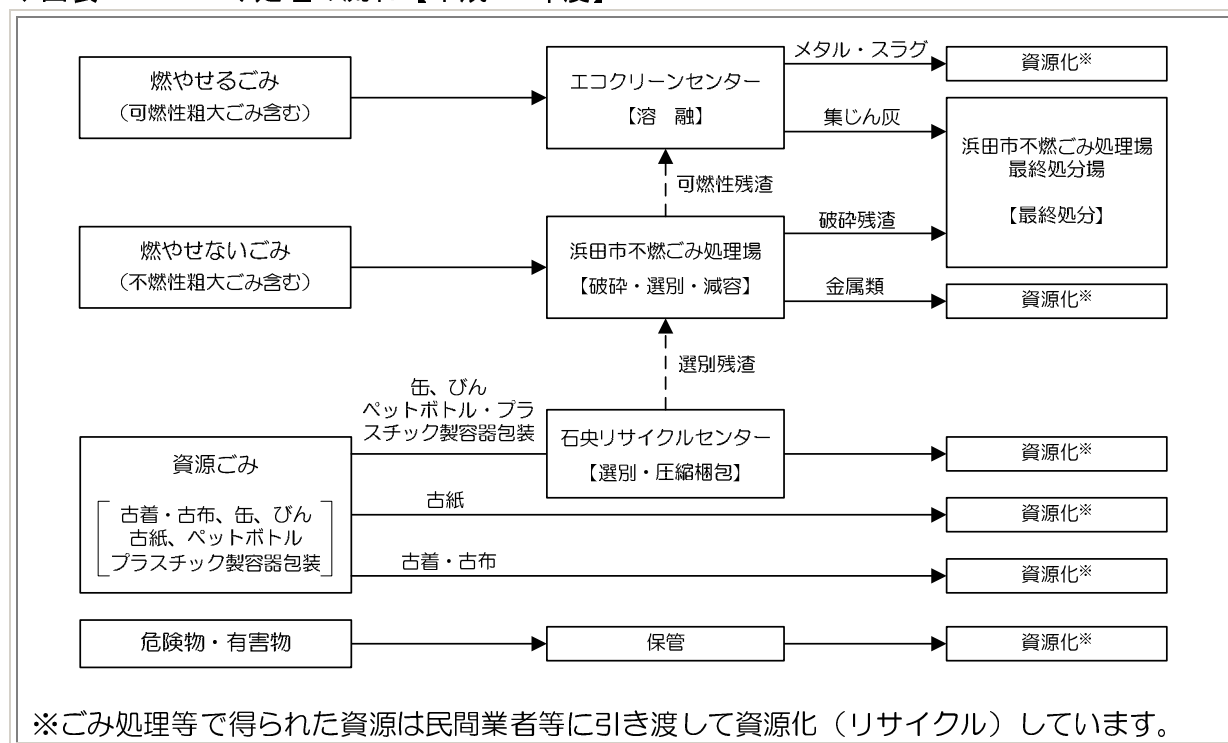 メタル・スラグ
燃やせるごみ
(可燃性粗大ごみ含む)
エコクリーンセンター
【溶 融】
資源化※
集じん灰
浜田市不燃ごみ処理場
最終処分場
【最終処分】
可燃性残渣
破砕残渣
燃やせないごみ
(不燃性粗大ごみ含む)
浜田市不燃ごみ処理場
【破砕・選別・減容】
金属類
資源化※
選別残渣
缶、びん
ペットボトル・プラ
スチック製容器包装
石央リサイクルセンター
【選別・圧縮梱包】
資源化※
資源ごみ
古着・古布、缶、びん
古紙、ペットボトル
プラスチック製容器包装
古紙
資源化※
古着・古布
資源化※
危険物・有害物
保管
資源化※
※ごみ処理等で得られた資源は民間業者等に引き渡して資源化(リサイクル)しています。